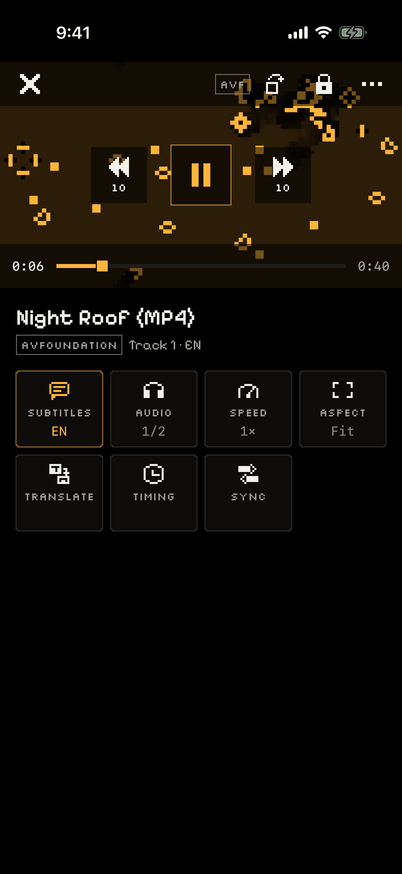 9:41
AVF
10
10
0:06
0:40
Night Roof (MP4)
AVFOUNDATION Track 1 · EN
SUBTITLES
EN
AUDIO
1/2
SPEED
1×
ASPECT
Fit
TRANSLATE
TIMING
SYNC